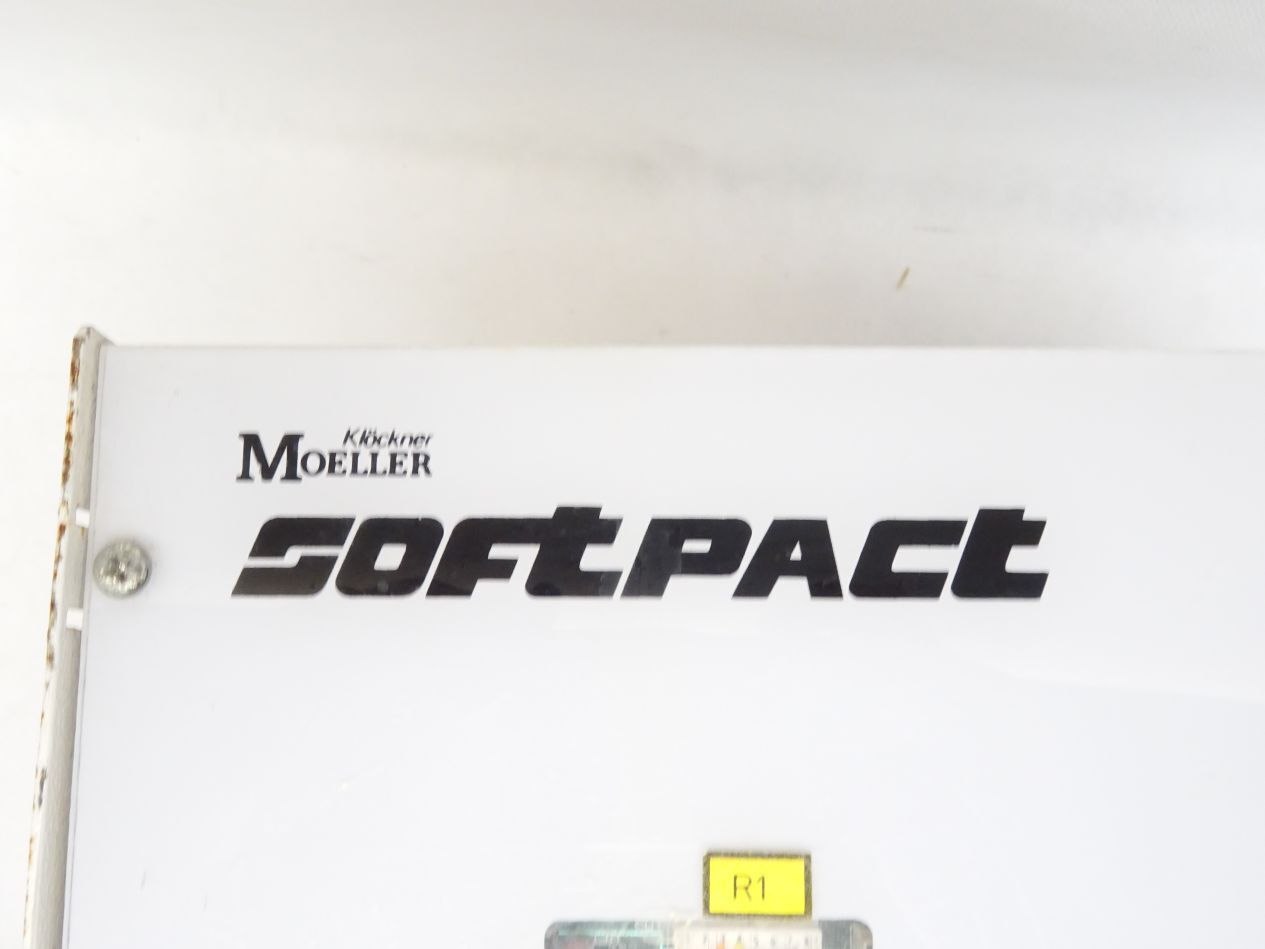 Klöckner
MOELLER
SOFtPACt
R1